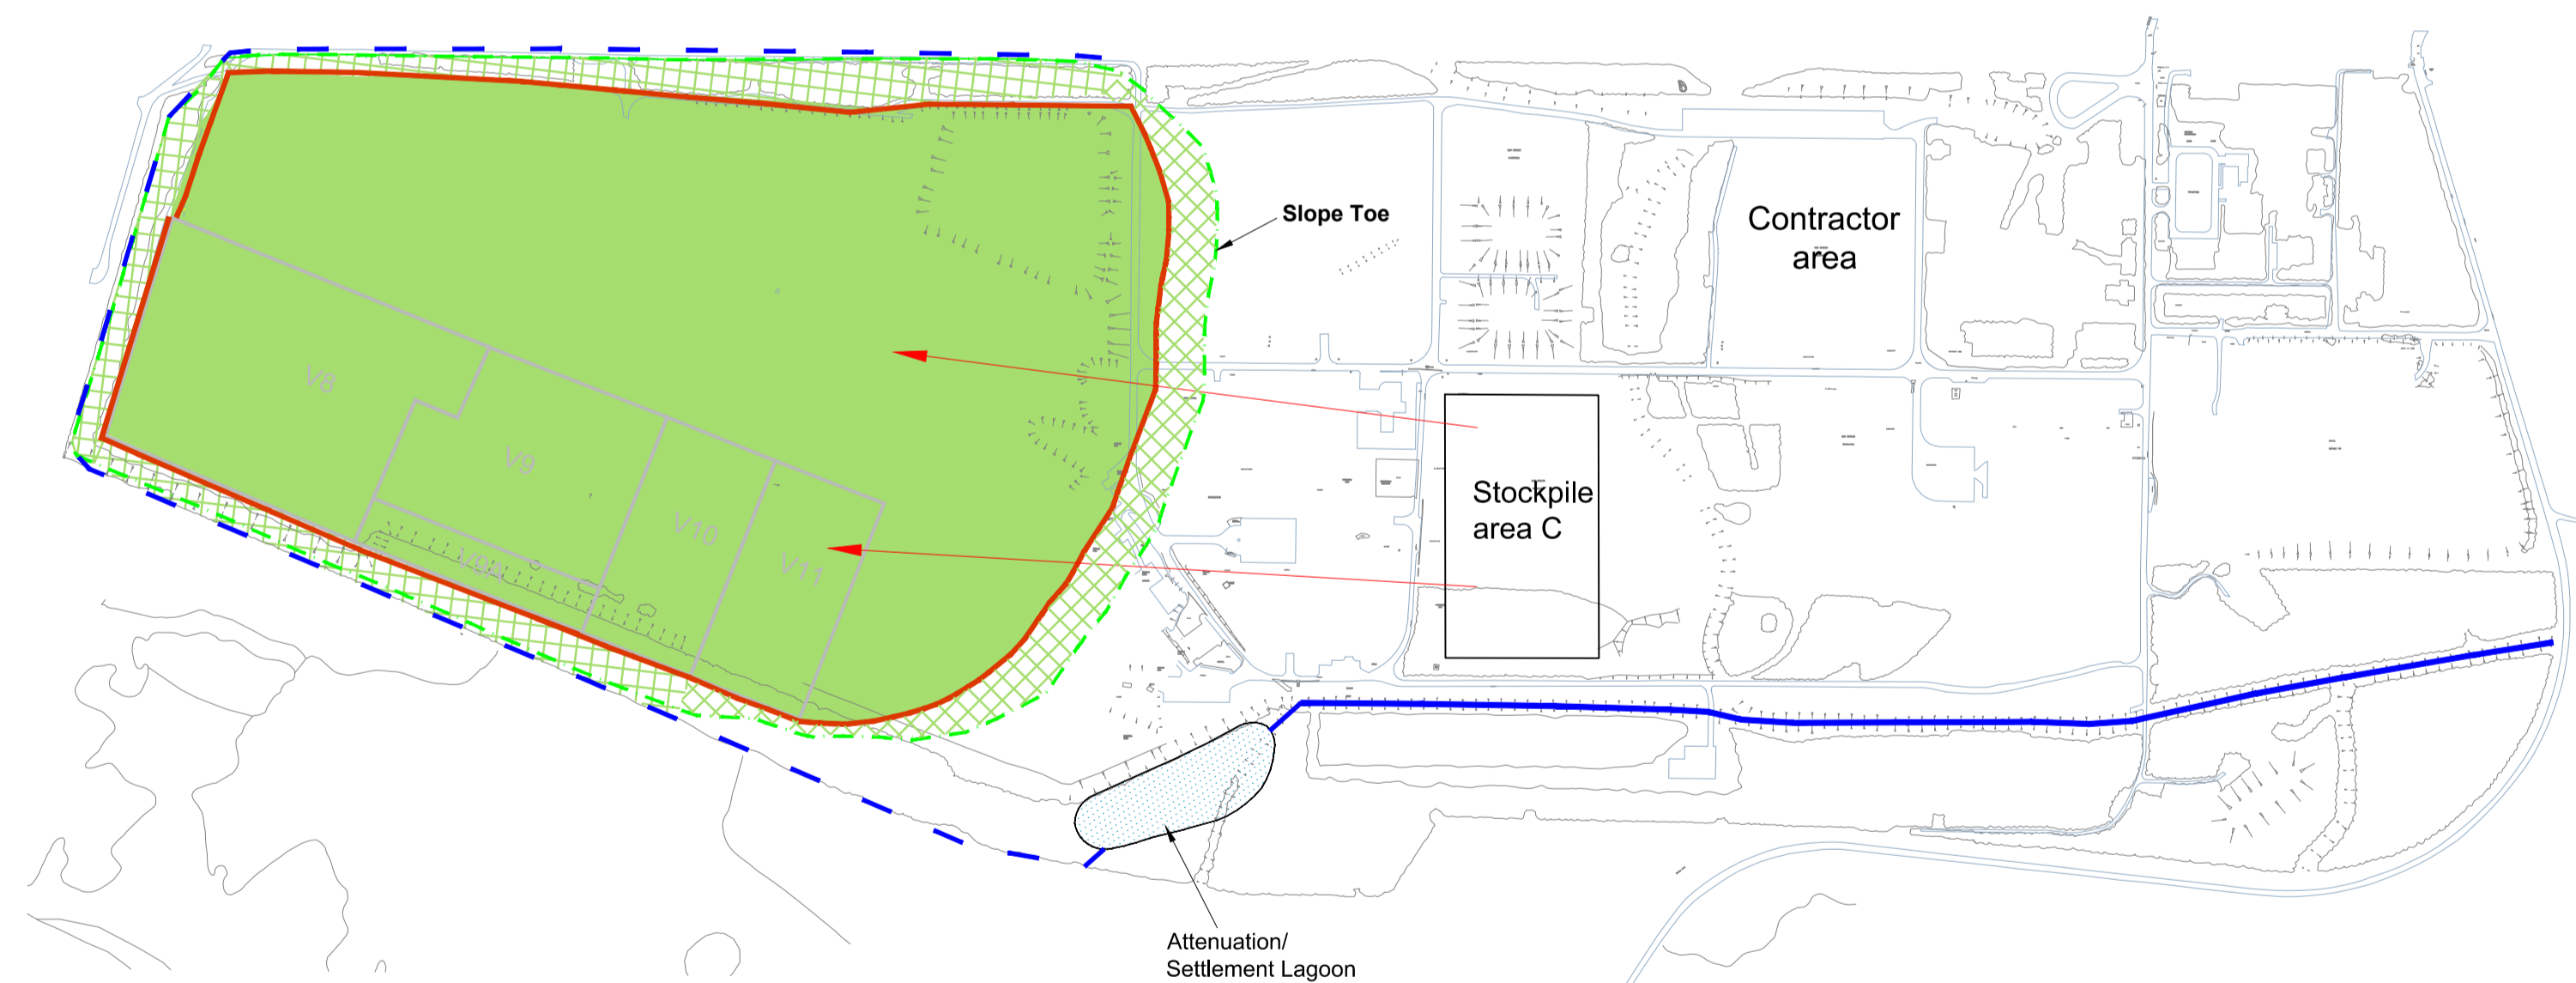 Slope Toe
Contractor
area
V8
V9
V10
V11
Stockpile
area C
Attenuation/
Settlement Lagoon